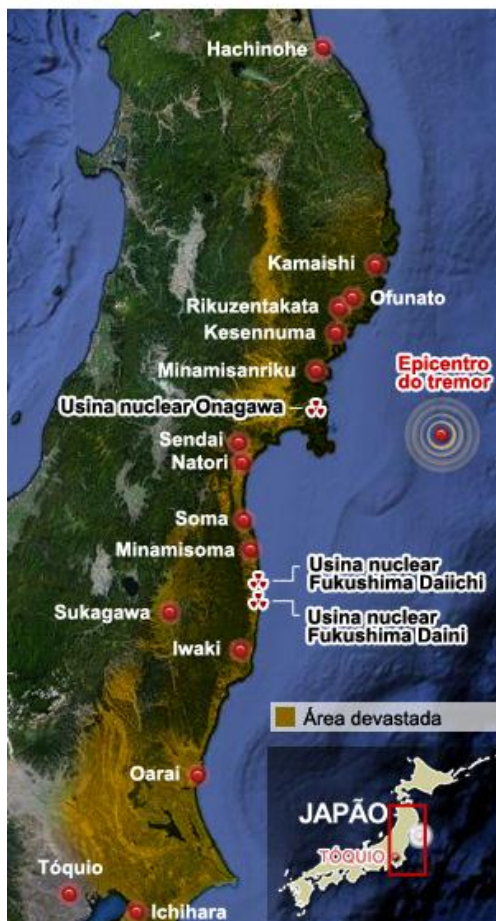 Hachinohe
Kamaishi
Ofunato
Rikuzentakata
Kesennuma
Epicentro
do tremor
Minamisanriku
Usina nuclear Onagawa
Sendai
Natori
Soma
Minamisoma
Usina nuclear
Fukushima Daiichi
Usina nuclear
Fukushima Daini
Sukagawa
Iwaki
Área devastada
Oarai
JAPÃO
TÓQUIO
Tóquio
Ichihara